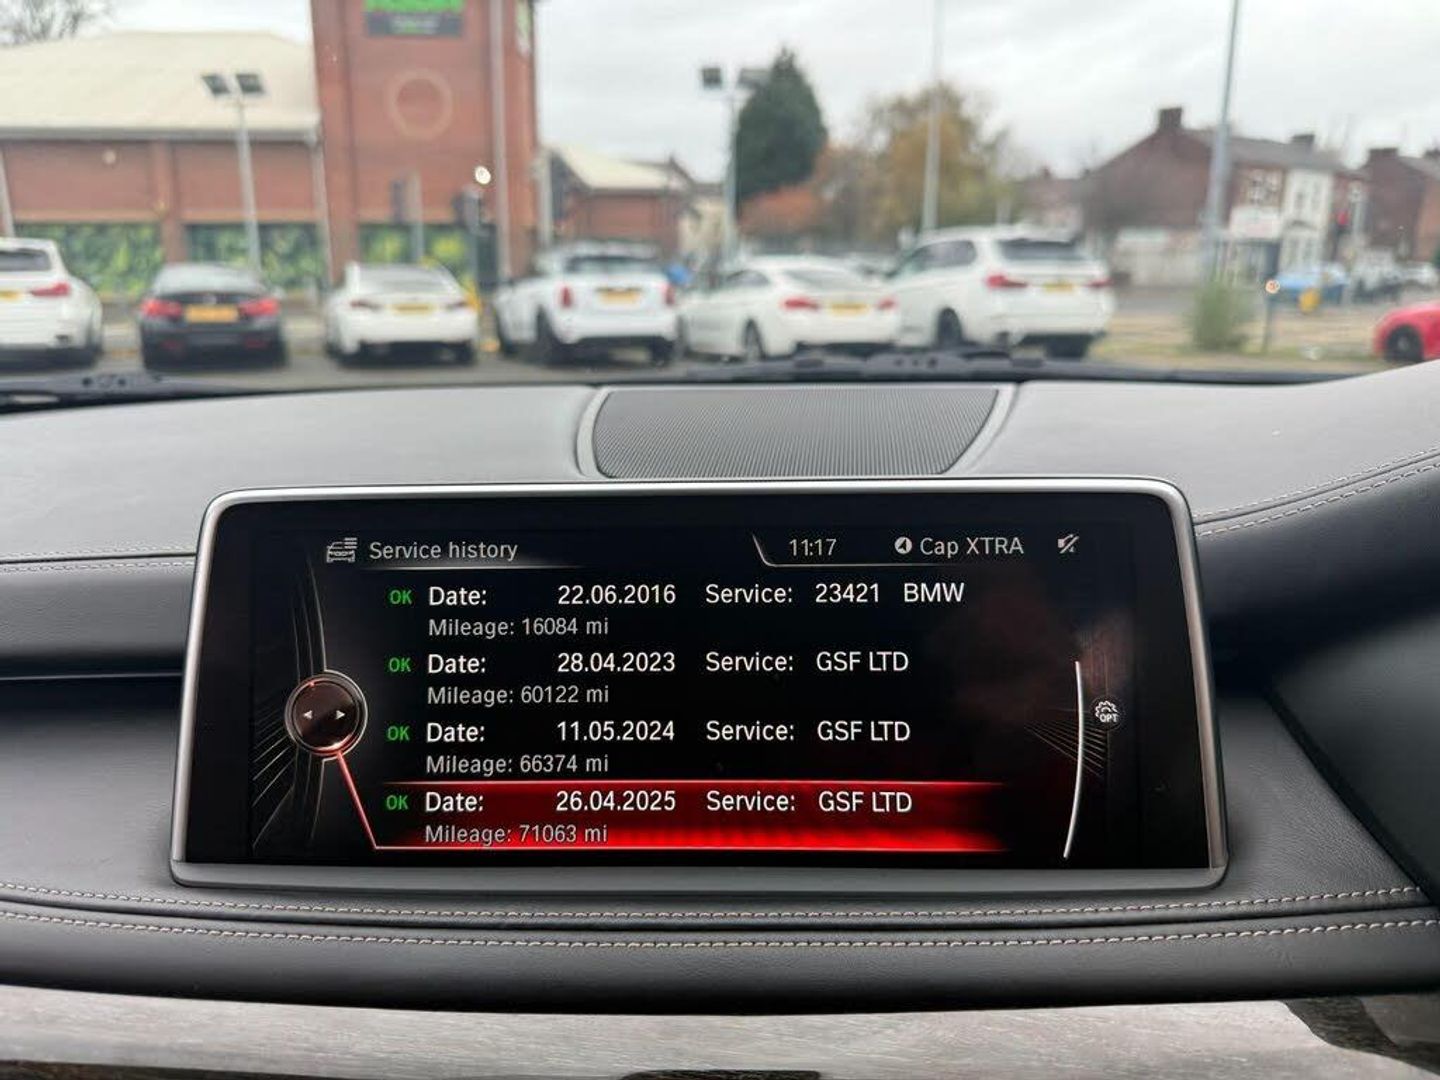 Service history 11:17 Cap XTRA
OK Date: 22.06.2016 Service: 23421 BMW
Mileage: 16084 mi
OK Date: 28.04.2023 Service: GSF LTD
Mileage: 60122 mi
OK Date: 11.05.2024 Service: GSF LTD
Mileage: 66374 mi
OK Date: 26.04.2025 Service: GSF LTD
Mileage: 71063 mi
OPT